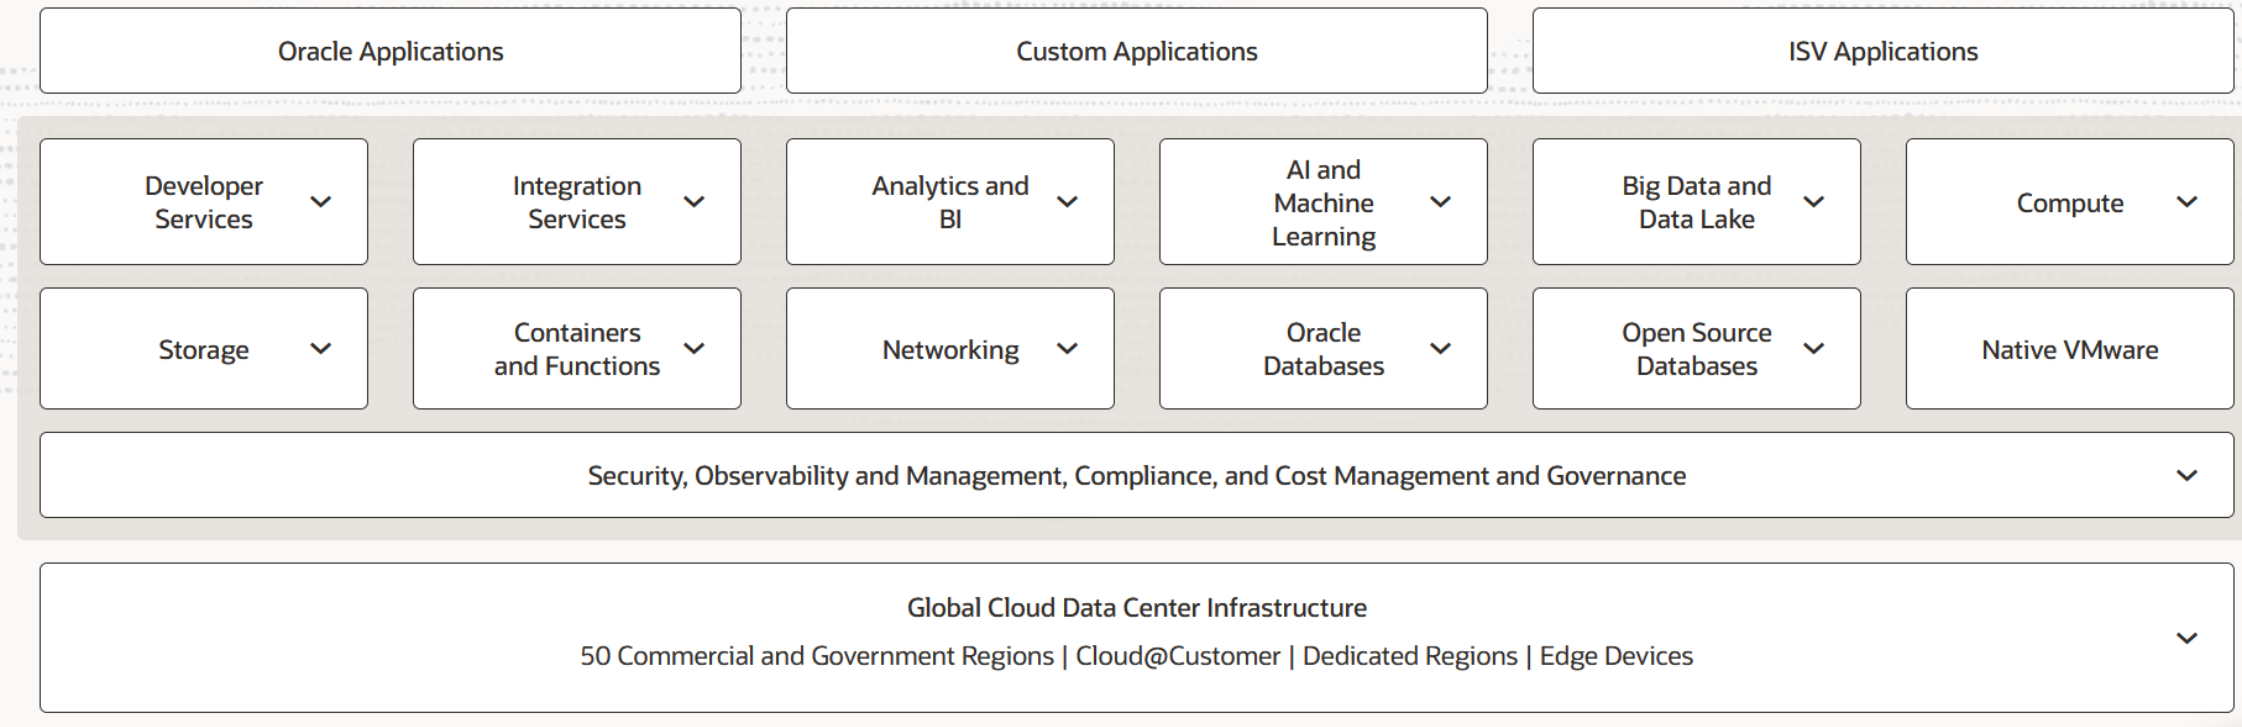 Oracle Applications
Custom Applications
ISV Applications
Developer
Services
Integration
Services
Analytics and
BI
AI and
Machine
Learning
Big Data and
Data Lake
Compute
Storage
Containers
and Functions
Networking
Oracle
Databases
Open Source
Databases
Native VMware
Security, Observability and Management, Compliance, and Cost Management and Governance
Global Cloud Data Center Infrastructure
50 Commercial and Government Regions | Cloud@Customer | Dedicated Regions | Edge Devices